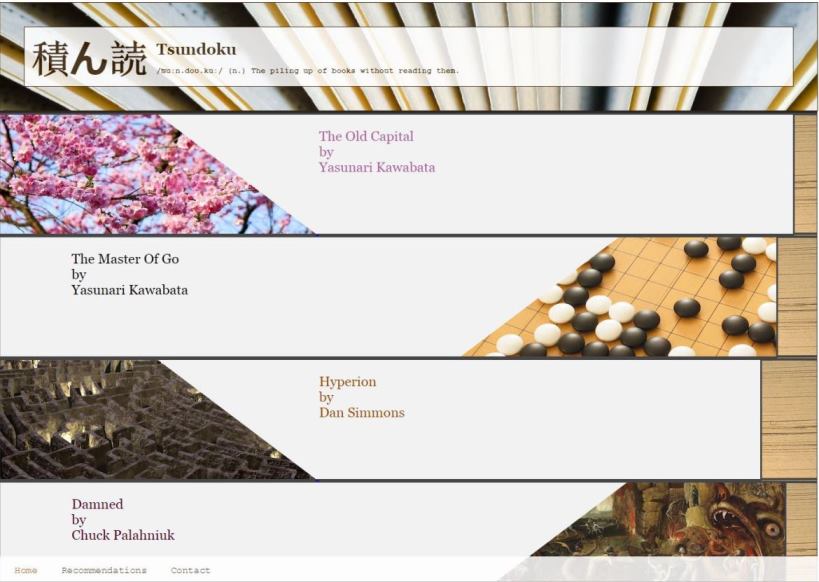 積ん読 Tsundoku
/tsu:n.doo.ku:/ (n.) The piling up of books without reading them.
The Old Capital
by
Yasunari Kawabata
The Master Of Go
by
Yasunari Kawabata
Hyperion
by
Dan Simmons
Damned
by
Chuck Palahniuk
Home Recommendations Contact